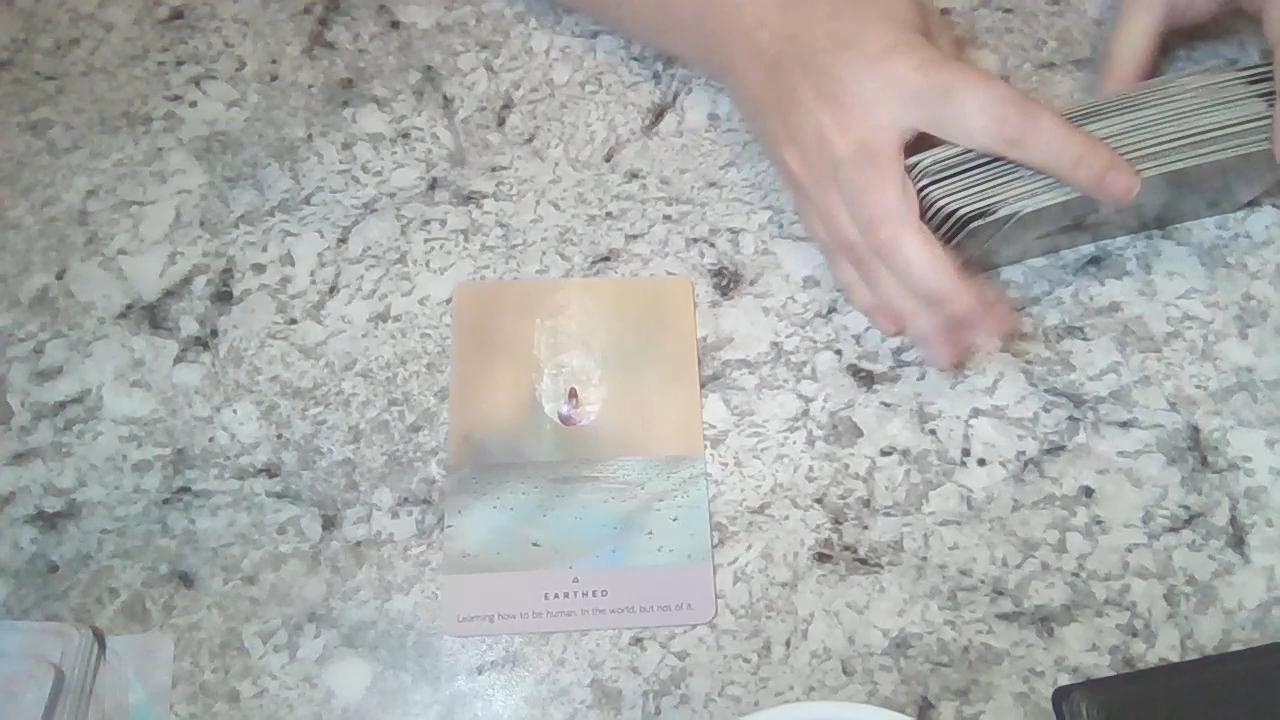 EARTHED
Learning how to be human. In the world, but not of it.